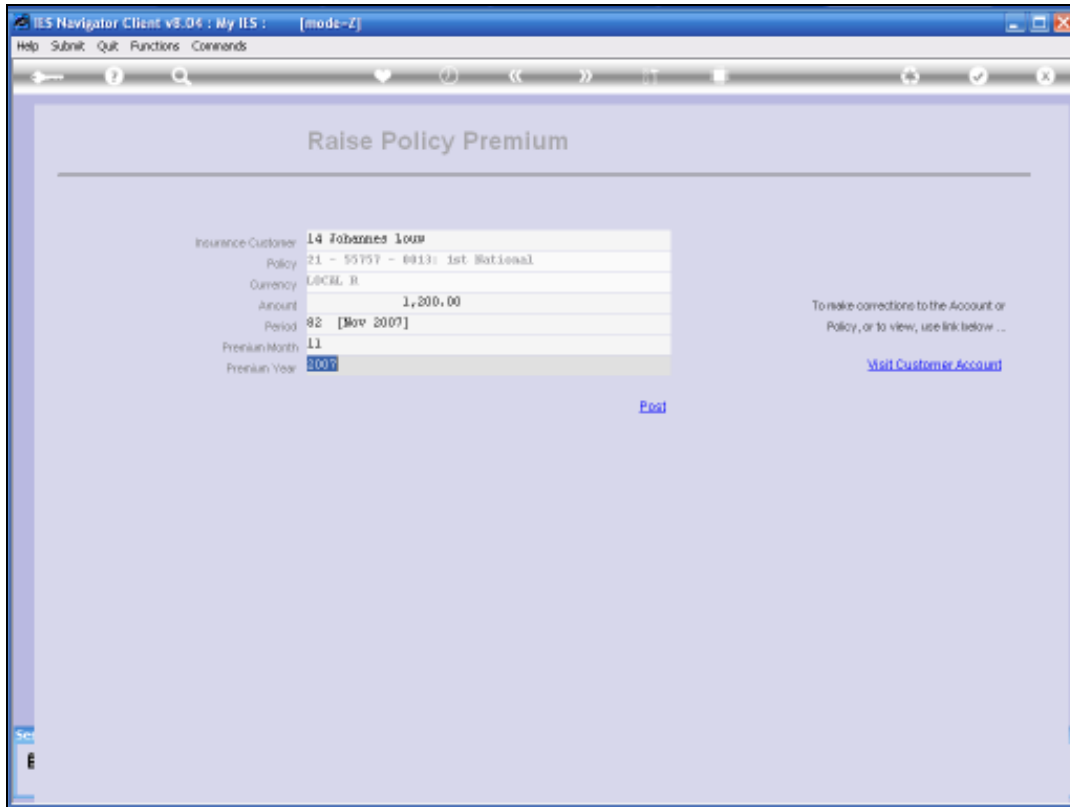 IES Navigator Client v8.04 : My IES : [mode=Z]
Help Submit Quit Functions Commands
Raise Policy Premium
Insurance Customer 14 Johannes louw
Policy 21 - 55757 - 0013: 1st National
Currency LOCAL R
Amount 1,200.00
Period 82 [Nov 2007]
Premium Month 11
Premium Year 2007
To make corrections to the Account or
Policy, or to view, use link below ...
Visit Customer Account
Post